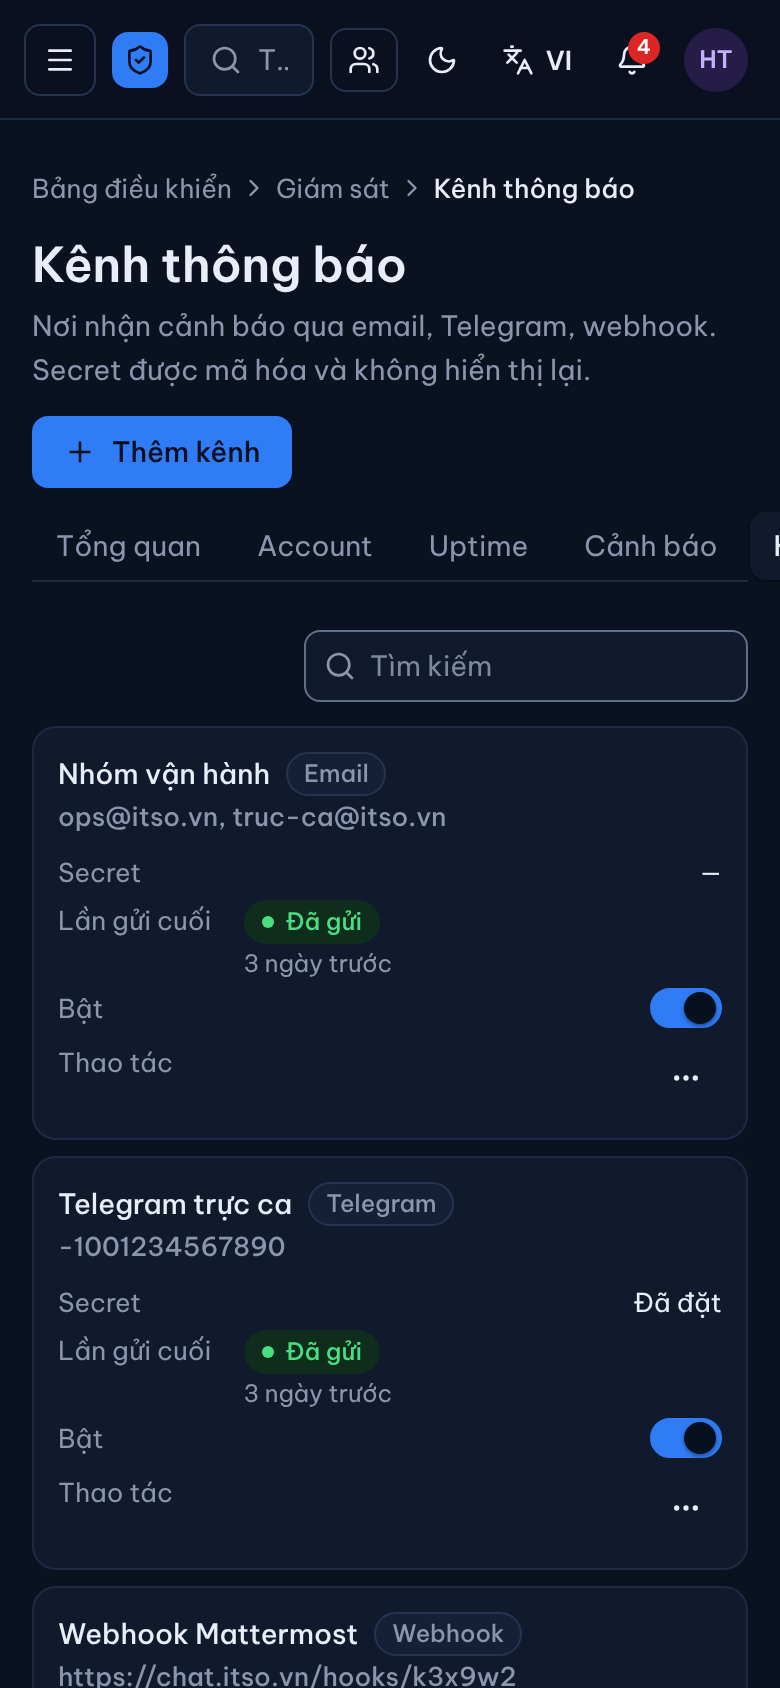 T..
VI
4
HT
Bảng điều khiển > Giám sát > Kênh thông báo
Kênh thông báo
Nơi nhận cảnh báo qua email, Telegram, webhook.
Secret được mã hóa và không hiển thị lại.
Thêm kênh
Tổng quan Account Uptime Cảnh báo
Tìm kiếm
Nhóm vận hành Email
ops@itso.vn, truc-ca@itso.vn
Secret –
Lần gửi cuối Đã gửi
3 ngày trước
Bật
Thao tác ...
Telegram trực ca Telegram
-1001234567890
Secret Đã đặt
Lần gửi cuối Đã gửi
3 ngày trước
Bật
Thao tác ...
Webhook Mattermost Webhook
https://chat.itso.vn/hooks/k3x9w2